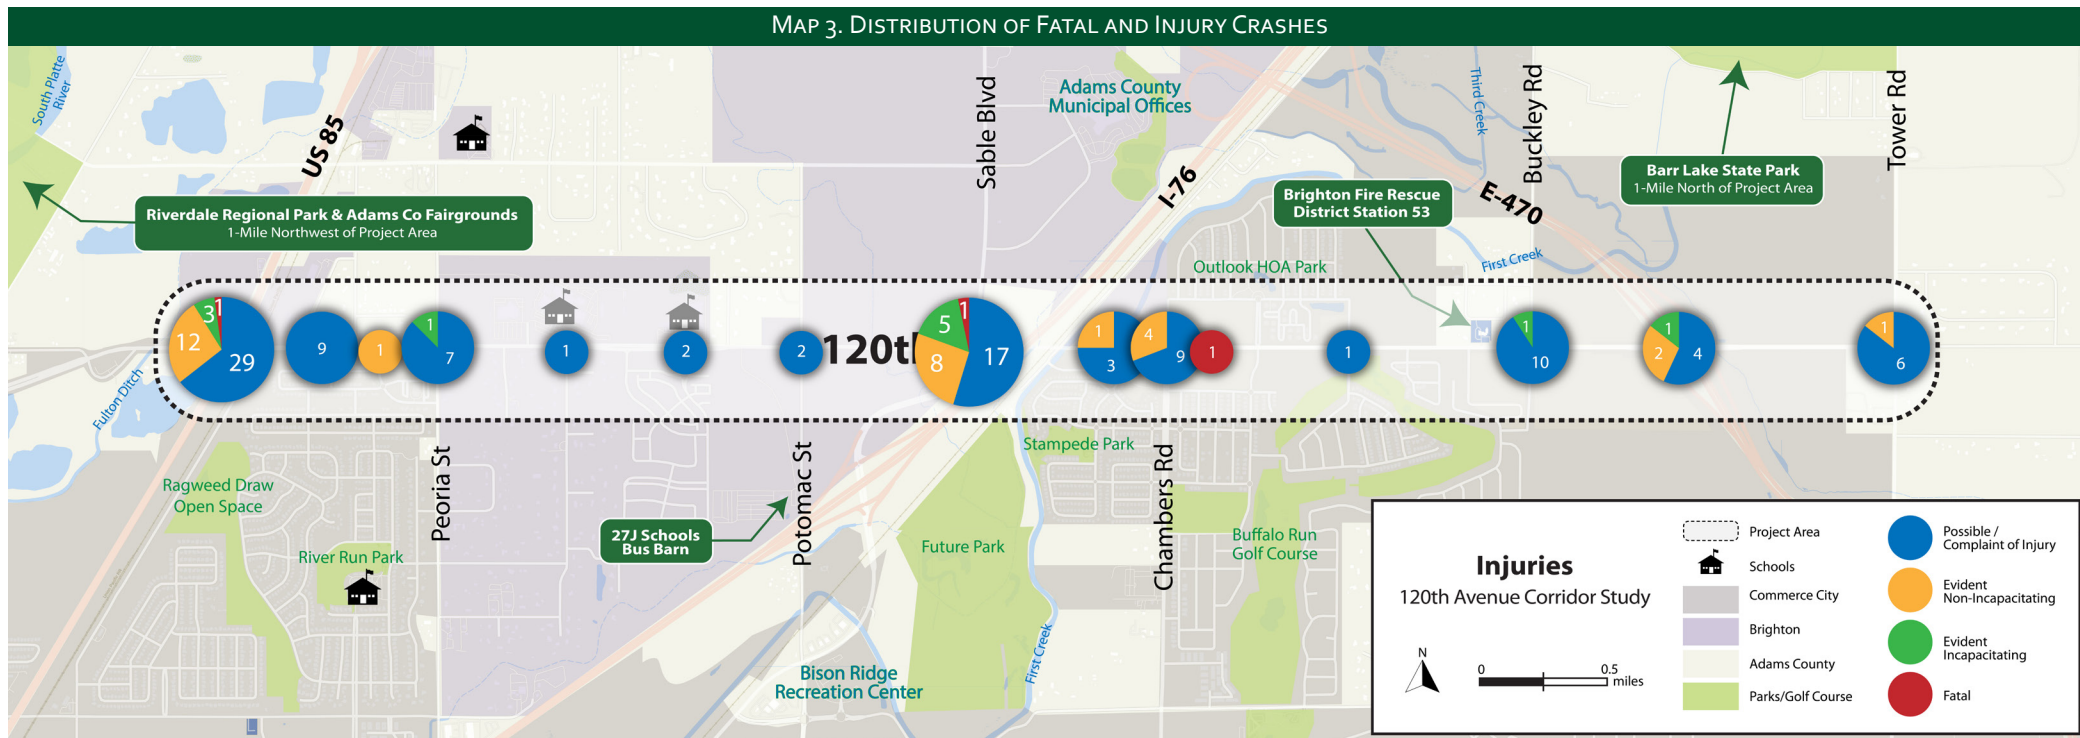 MAP 3. DISTRIBUTION OF FATAL AND INJURY CRASHES
South Platte
River
US 85
Sable Blvd
Adams County
Municipal Offices
I-76
Third Creek
Buckley Rd
Tower Rd
Barr Lake State Park
1-Mile North of Project Area
Brighton Fire Rescue
District Station 53
E-470
Riverdale Regional Park & Adams Co Fairgrounds
1-Mile Northwest of Project Area
First Creek
Outlook HOA Park
12
3
1
29
9
1
1
7
1
2
2
120th
5
1
8
17
1
3
4
9
1
1
1
10
1
2
4
1
6
Fulton Ditch
Ragweed Draw
Open Space
River Run Park
Peoria St
27J Schools
Bus Barn
Potomac St
Stampede Park
Future Park
Chambers Rd
Buffalo Run
Golf Course
First Creek
Bison Ridge
Recreation Center
Injuries
120th Avenue Corridor Study
N
0
0.5
miles
Project Area
Schools
Commerce City
Brighton
Adams County
Parks/Golf Course
Possible /
Complaint of Injury
Evident
Non-Incapacitating
Evident
Incapacitating
Fatal